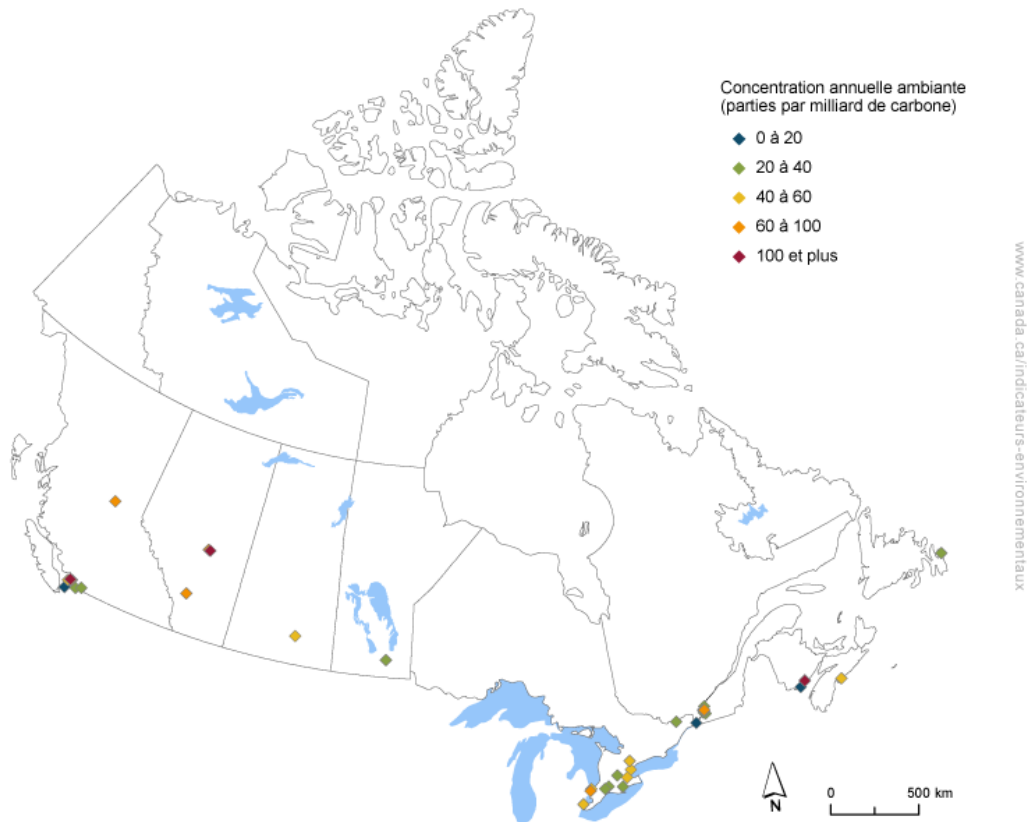 Concentration annuelle ambiante
(parties par milliard de carbone)
0 à 20
20 à 40
40 à 60
60 à 100
100 et plus
www.canada.ca/indicateurs-environnementaux
N
0 500 km